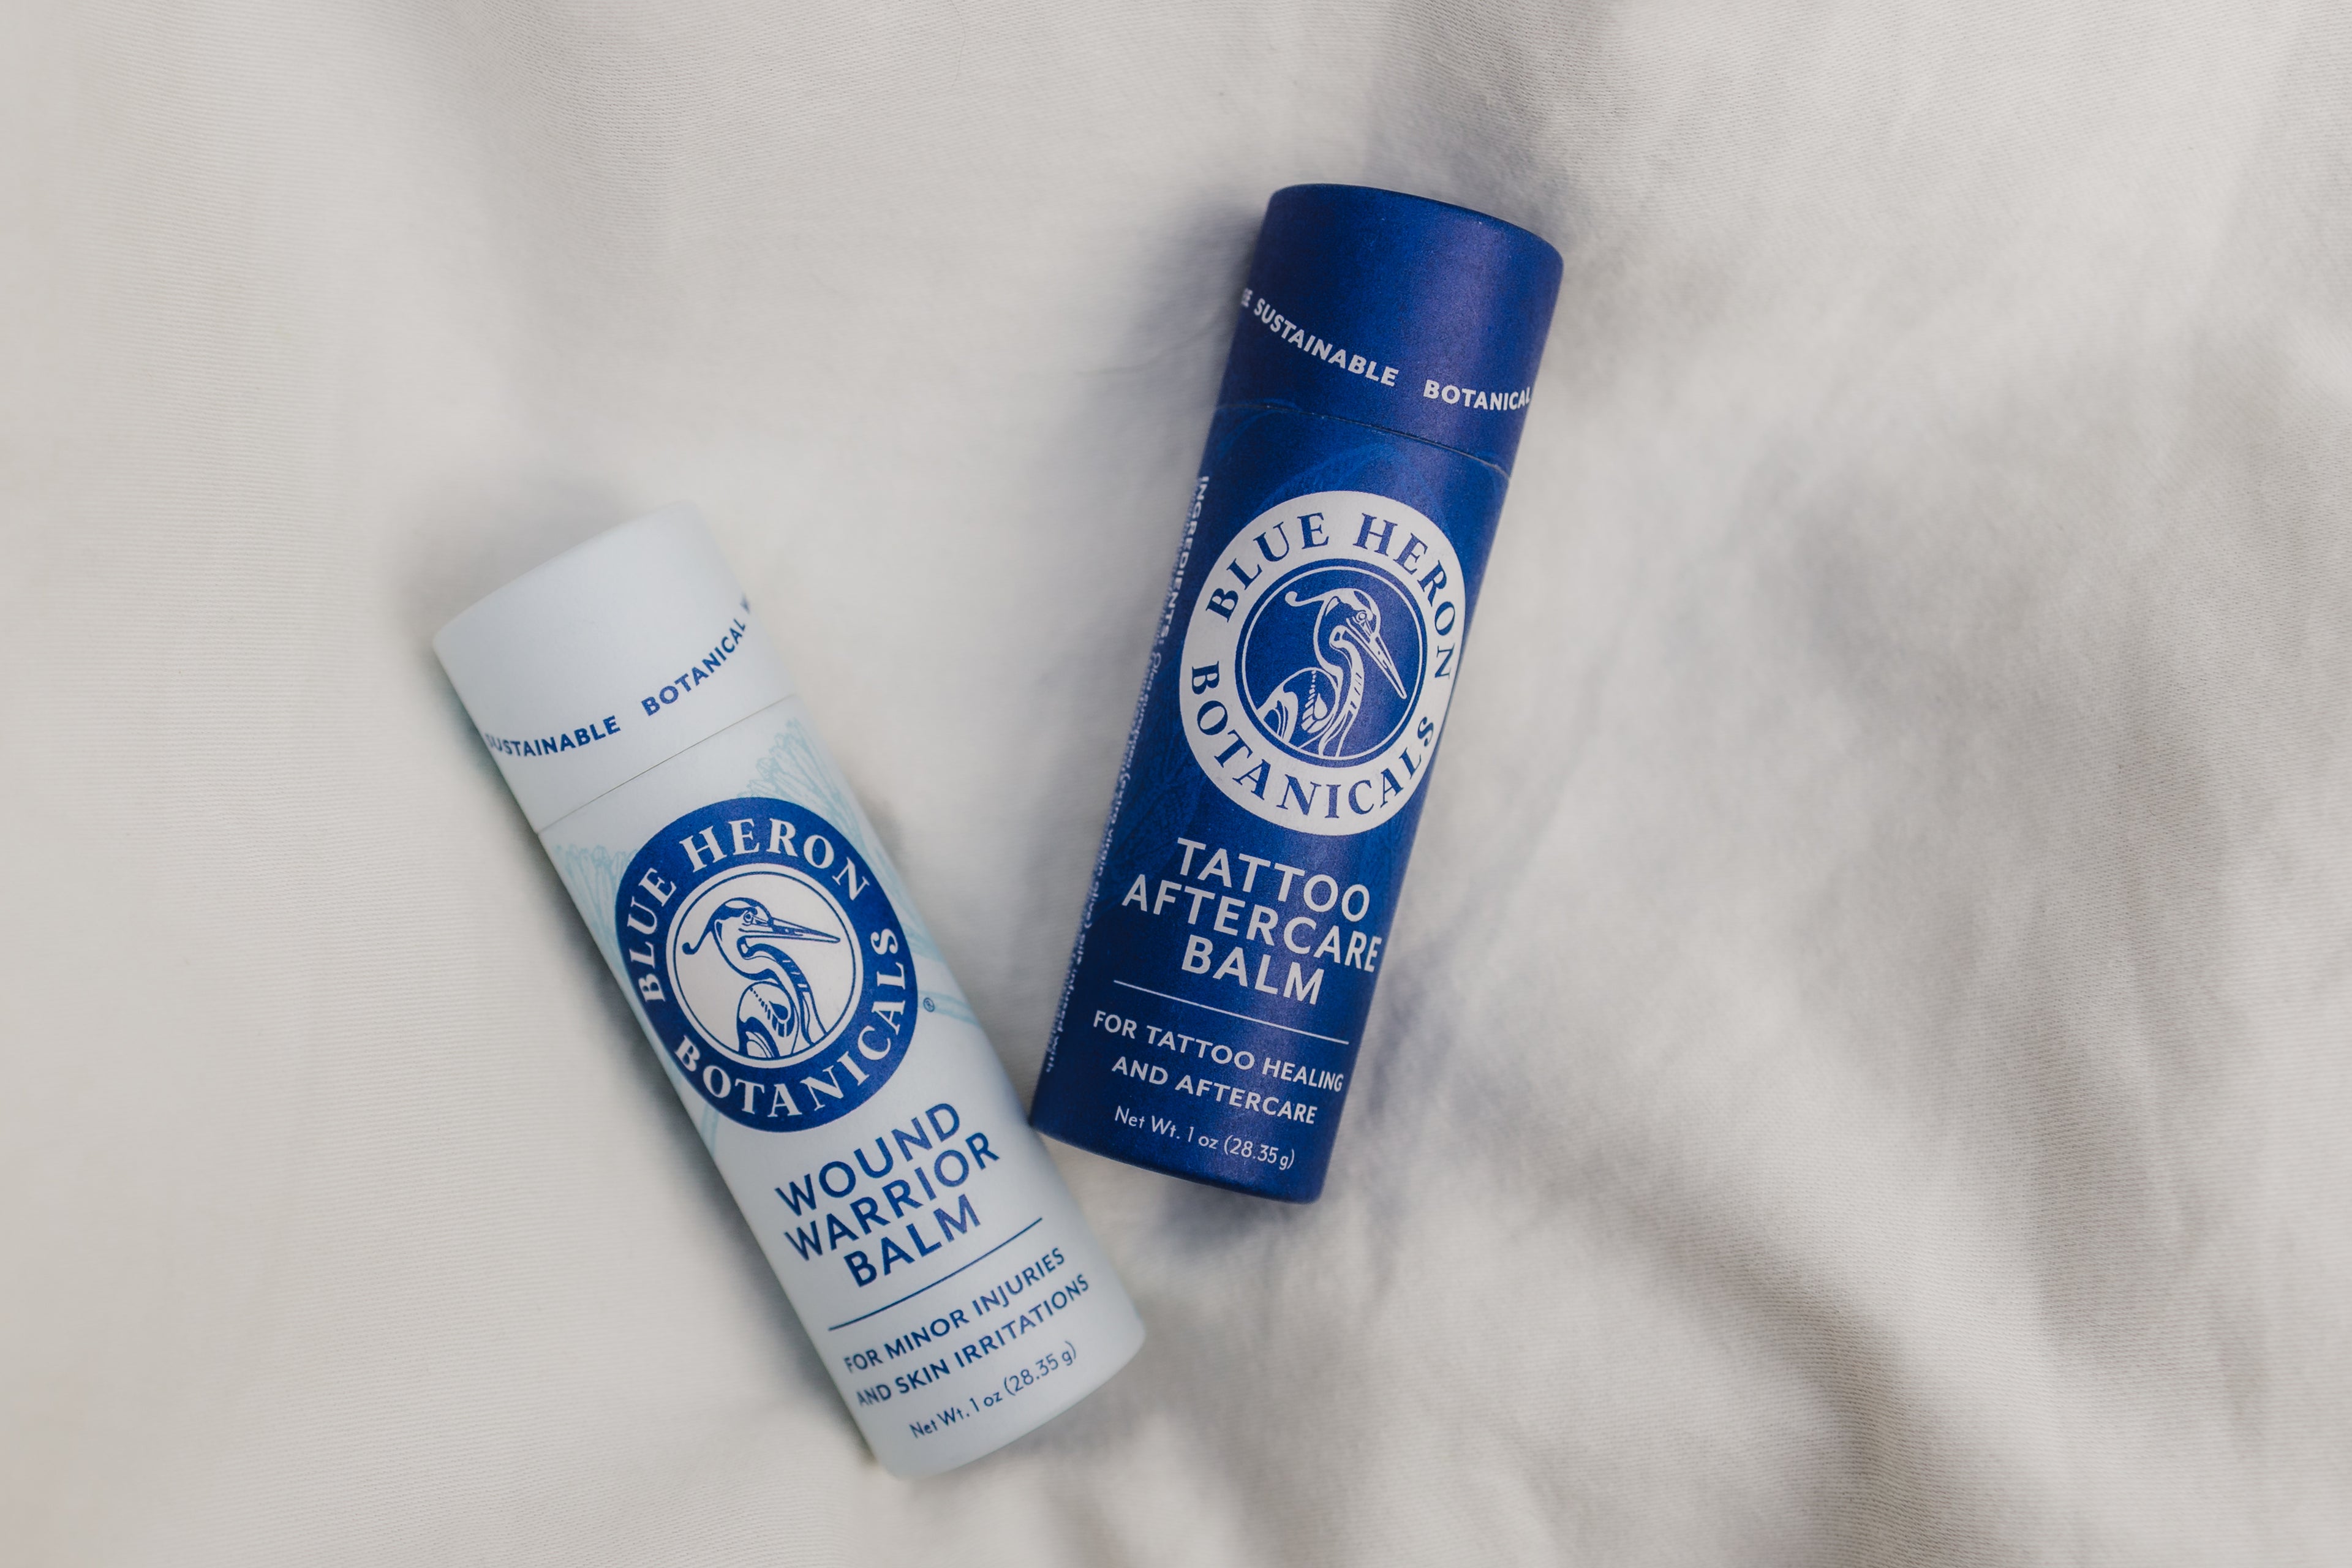 SUSTAINABLE BOTANICAL
BLUE HERON
BOTANICALS
WOUND
WARRIOR
BALM
FOR MINOR INJURIES
AND SKIN IRRITATIONS
Net Wt. 1 oz (28.35 g)
SUSTAINABLE BOTANICAL
INGREDIENTS:
BLUE HERON
BOTANICALS
TATTOO
AFTERCARE
BALM
FOR TATTOO HEALING
AND AFTERCARE
Net Wt. 1 oz (28.35 g)